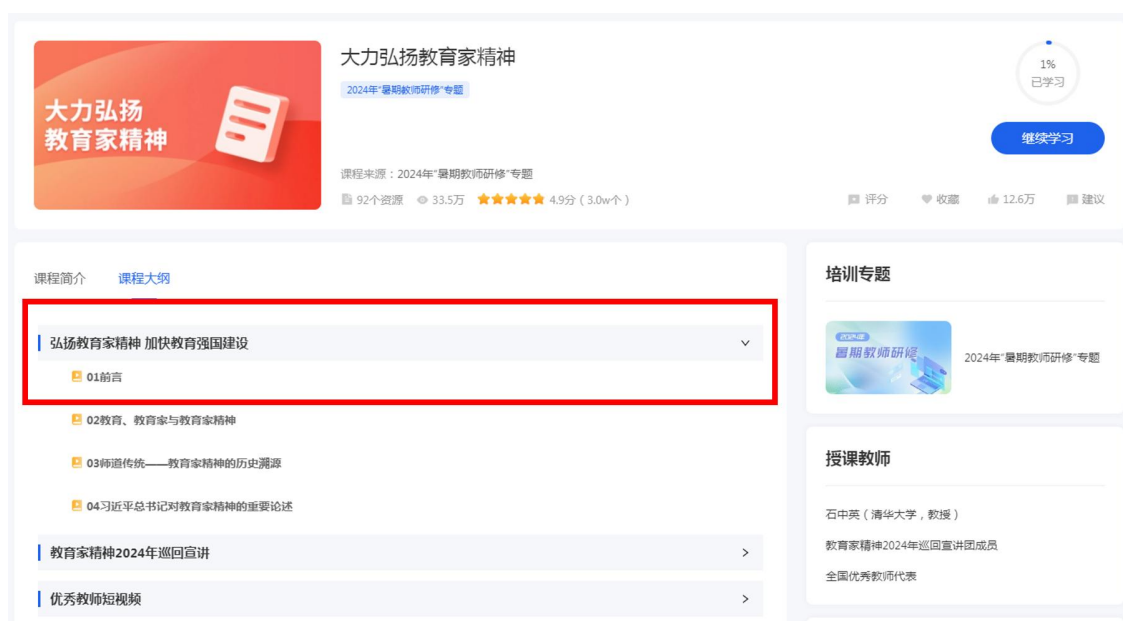 大力弘扬
教育家精神
大力弘扬教育家精神
2024年“暑期教师研修”专题
课程来源：2024年“暑期教师研修”专题
92个资源 33.5万 4.9分（3.0w个）
1%
已学习
继续学习
评分 收藏 12.6万 建议
课程简介 课程大纲
弘扬教育家精神 加快教育强国建设
01前言
02教育、教育家与教育家精神
03师道传统——教育家精神的历史溯源
04习近平总书记对教育家精神的重要论述
教育家精神2024年巡回宣讲
优秀教师短视频
培训专题
2024年
暑期教师研修
2024年“暑期教师研修”专题
授课教师
石中英（清华大学，教授）
教育家精神2024年巡回宣讲团成员
全国优秀教师代表